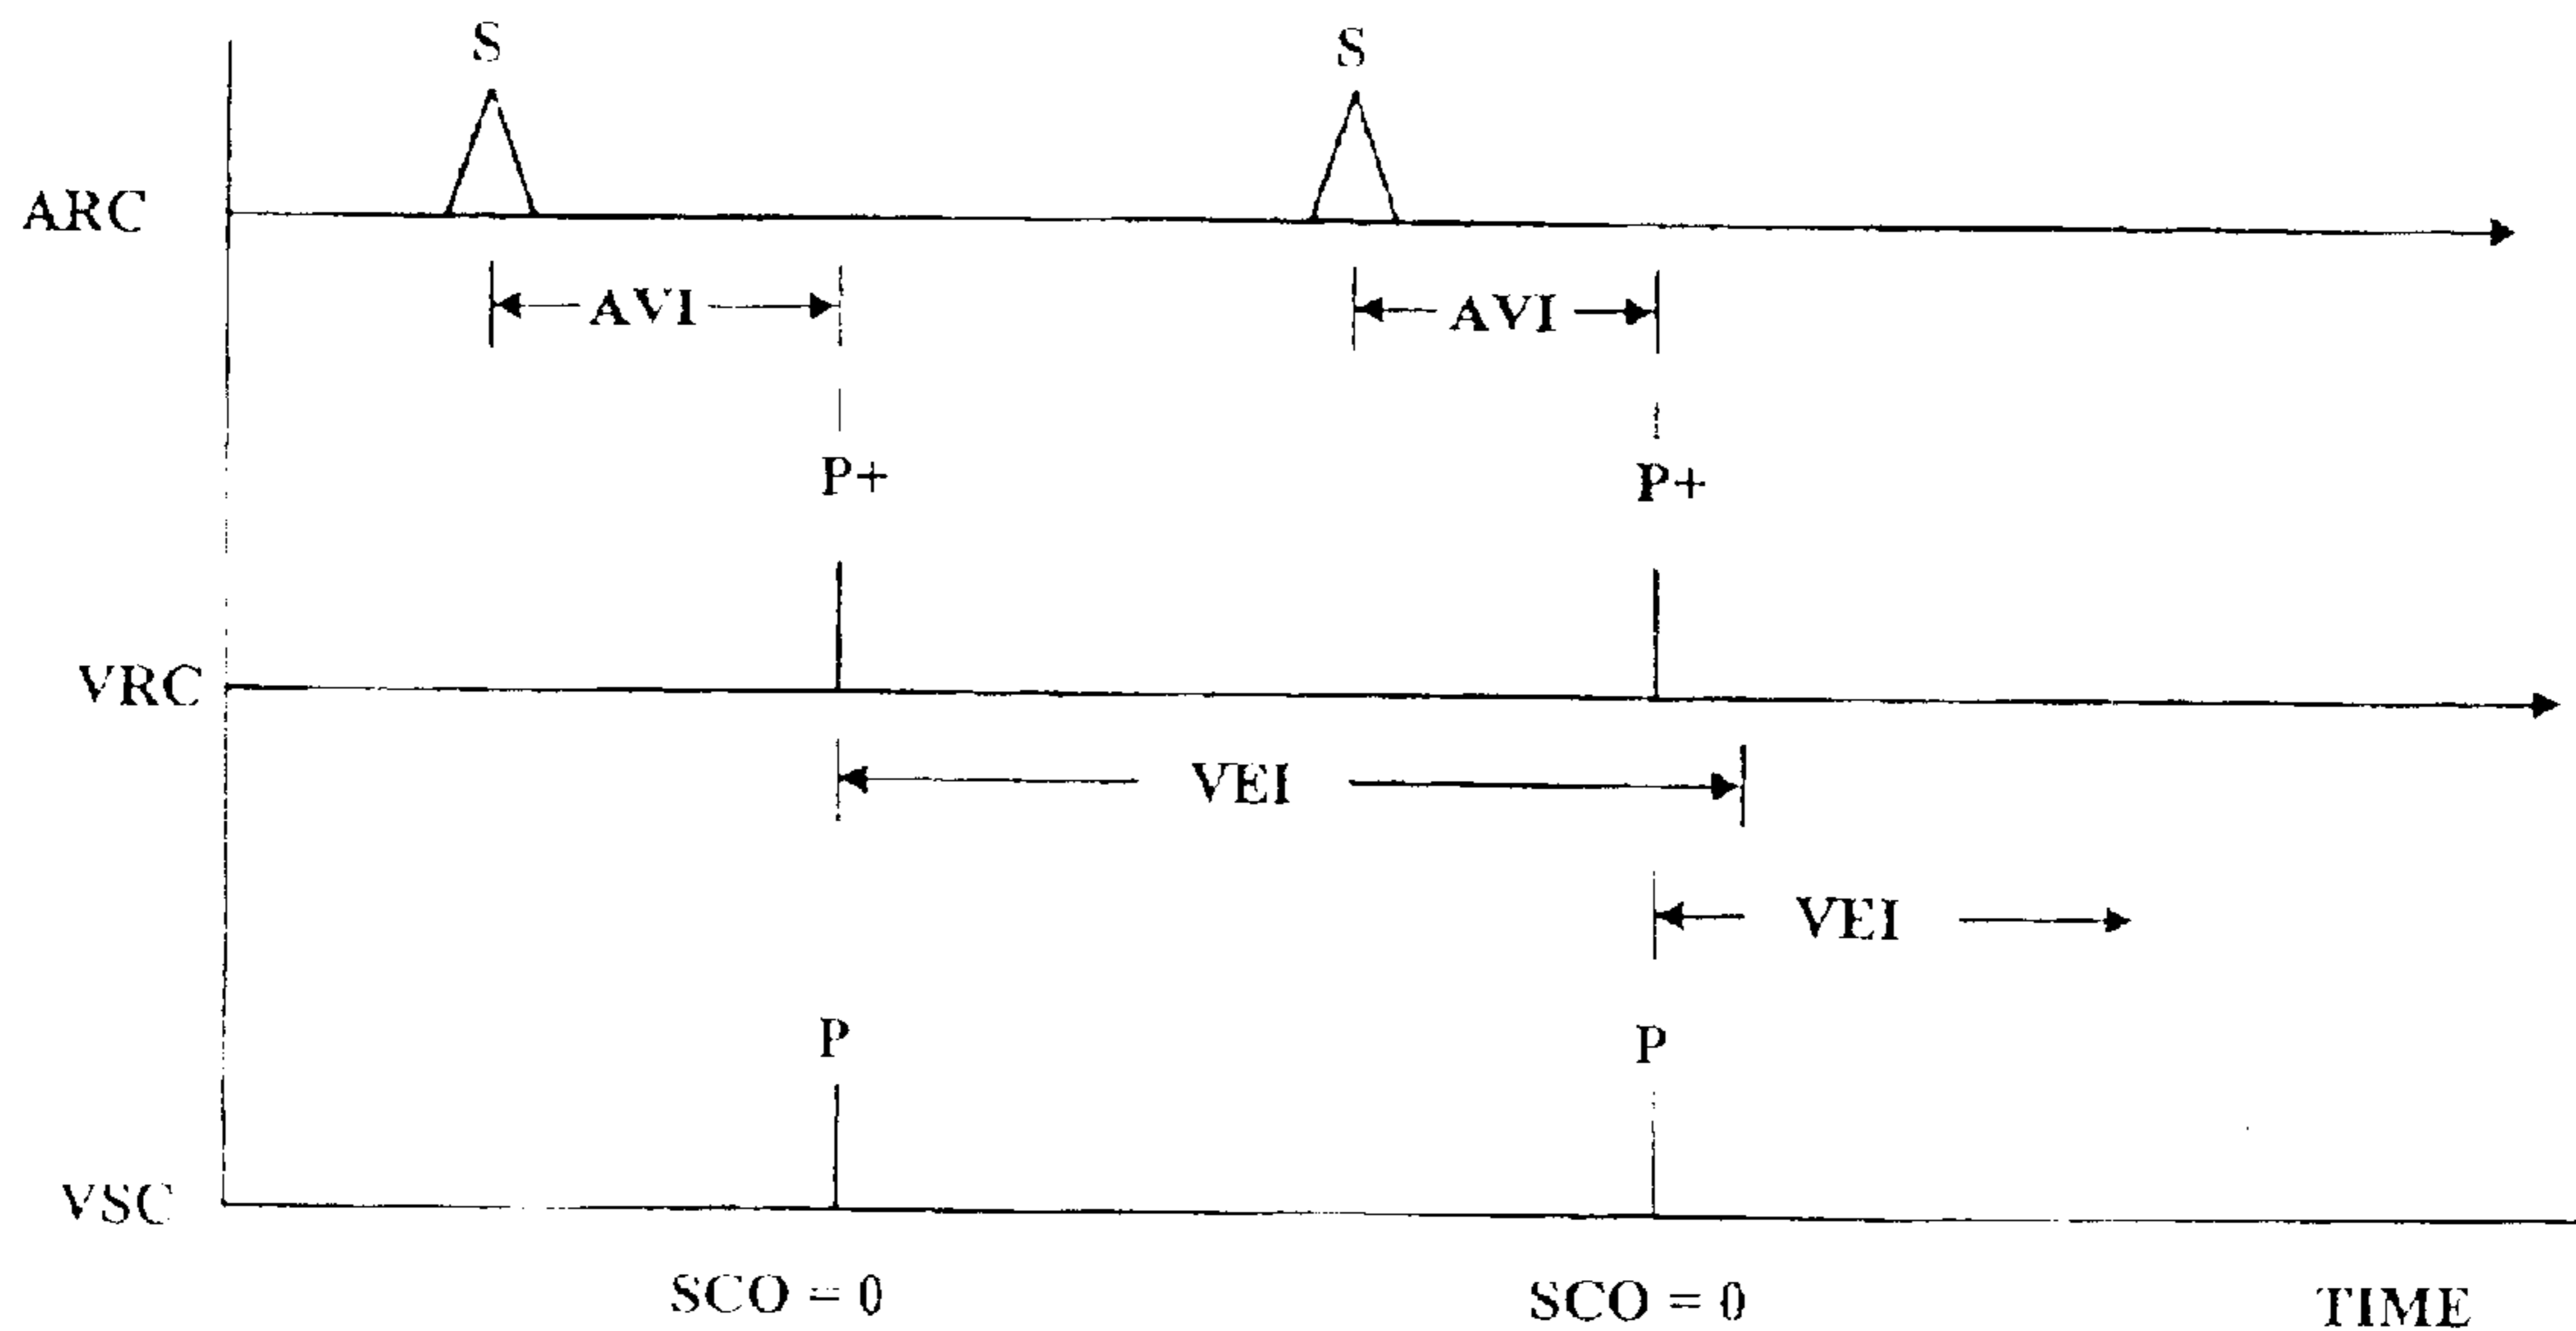 S S
ARC
AVI AVI
P+ P+
VRC
VEI
VEI
P P
VSC
SCO = 0 SCO = 0 TIME